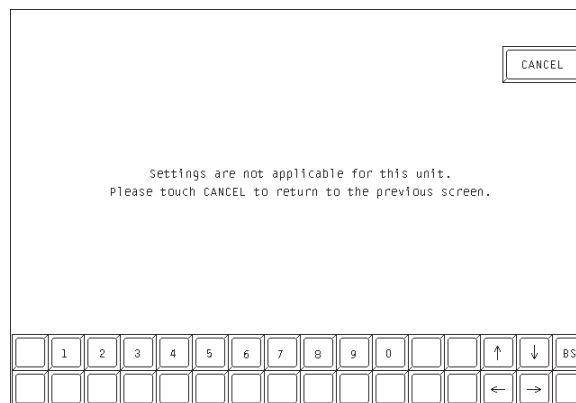 CANCEL
Settings are not applicable for this unit.
Please touch CANCEL to return to the previous screen.
1 2 3 4 5 6 7 8 9 0 ↑ ↓ BS
← →